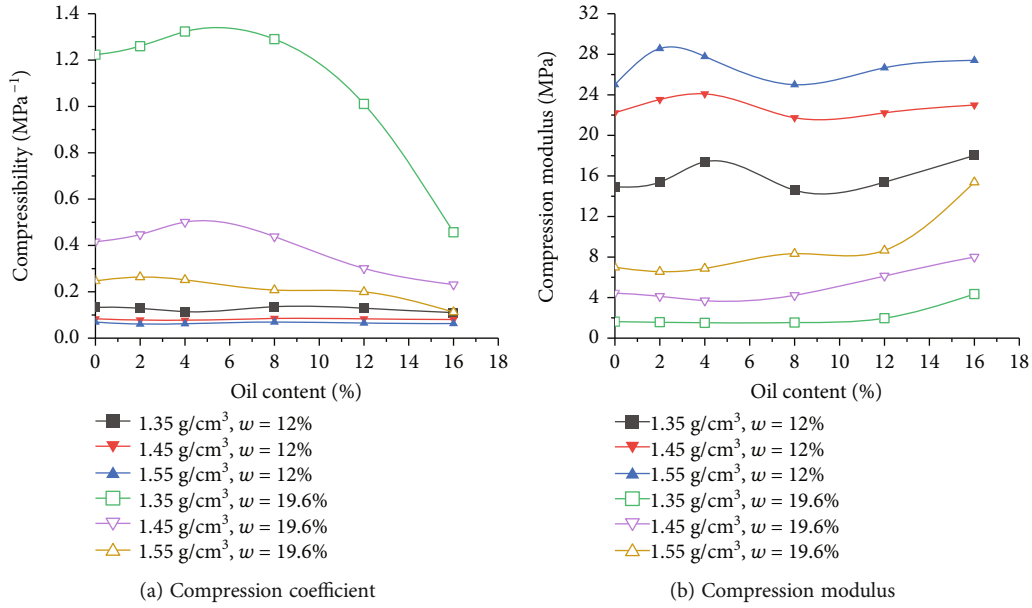 1.4
1.2
1.0
0.8
0.6
0.4
0.2
0.0
Compressibility (MPa⁻¹)
0 2 4 6 8 10 12 14 16 18
Oil content (%)
1.35 g/cm³, w = 12%
1.45 g/cm³, w = 12%
1.55 g/cm³, w = 12%
1.35 g/cm³, w = 19.6%
1.45 g/cm³, w = 19.6%
1.55 g/cm³, w = 19.6%
(a) Compression coefficient
32
28
24
20
16
12
8
4
0
Compression modulus (MPa)
0 2 4 6 8 10 12 14 16 18
Oil content (%)
1.35 g/cm³, w = 12%
1.45 g/cm³, w = 12%
1.55 g/cm³, w = 12%
1.35 g/cm³, w = 19.6%
1.45 g/cm³, w = 19.6%
1.55 g/cm³, w = 19.6%
(b) Compression modulus